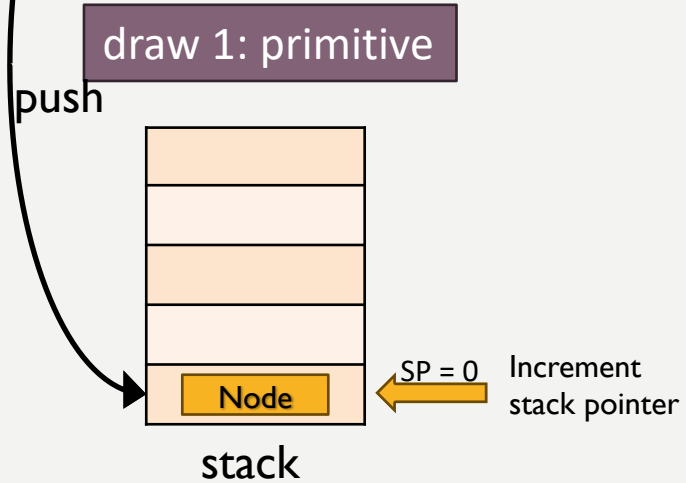 draw 1: primitive
push
SP = 0
Increment
stack pointer
Node
stack